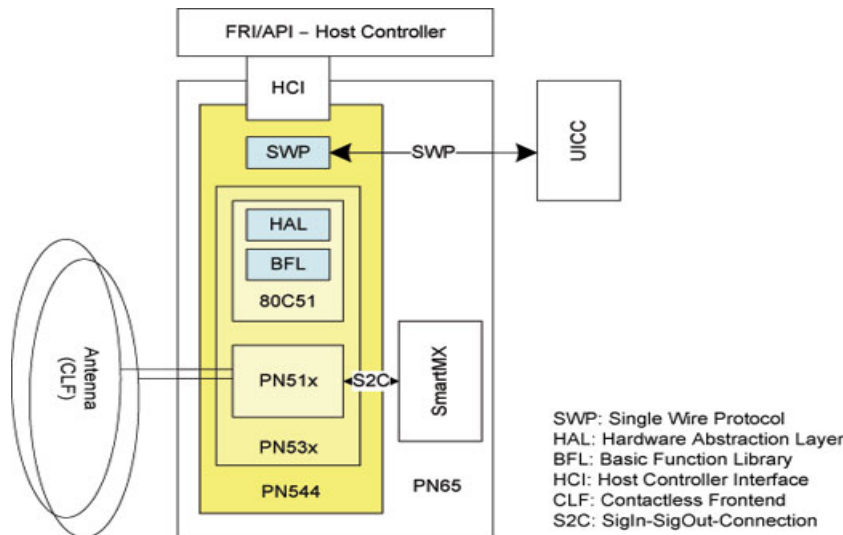 FRI/API – Host Controller
HCI
SWP
SWP
UICC
HAL
BFL
80C51
Antenna
(CLF)
PN51x
S2C
SmartMX
PN53x
PN544
PN65
SWP: Single Wire Protocol
HAL: Hardware Abstraction Layer
BFL: Basic Function Library
HCI: Host Controller Interface
CLF: Contactless Frontend
S2C: SigIn-SigOut-Connection